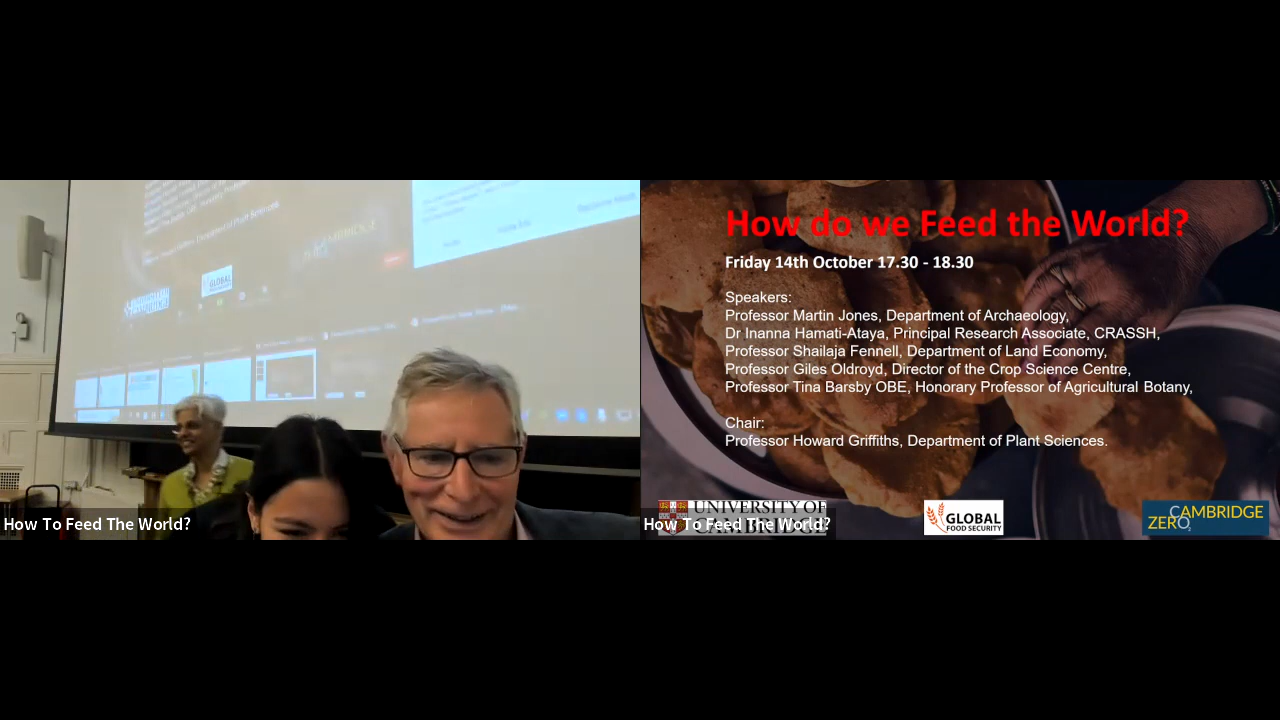 How To Feed The World?
GLOBAL
How do we Feed the World?
Friday 14th October 17.30 - 18.30
Speakers:
Professor Martin Jones, Department of Archaeology,
Dr Inanna Hamati-Ataya, Principal Research Associate, CRASSH,
Professor Shailaja Fennell, Department of Land Economy,
Professor Giles Oldroyd, Director of the Crop Science Centre,
Professor Tina Barsby OBE, Honorary Professor of Agricultural Botany,
Chair:
Professor Howard Griffiths, Department of Plant Sciences.
UNIVERSITY OF
CAMBRIDGE
How To Feed The World?
GLOBAL
FOOD SECURITY
CAMBRIDGE
ZERO